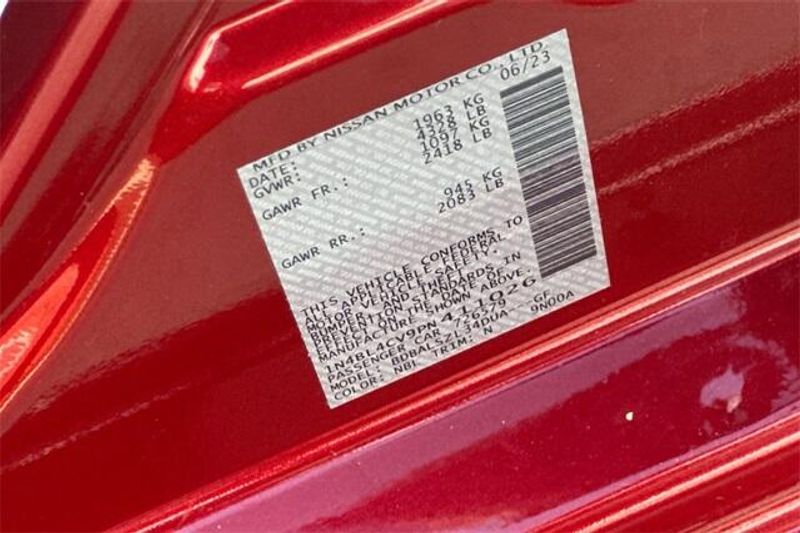 MFD BY NISSAN MOTOR CO., LTD.
DATE: 06/23
GVWR: 1963 KG
4328 LB
GAWR FR.: 1097 KG
2418 LB
GAWR RR.: 945 KG
2083 LB
THIS VEHICLE CONFORMS TO
ALL APPLICABLE FEDERAL
MOTOR VEHICLE SAFETY,
BUMPER, AND THEFT
PREVENTION STANDARDS IN
EFFECT ON THE DATE OF
MANUFACTURE SHOWN ABOVE.
1N4BL4CV9PN 411026
PASSENGER CAR 776579
MODEL: BDBALSZL34DUA---GF
COLOR: NBL TRIM: N 9N00A